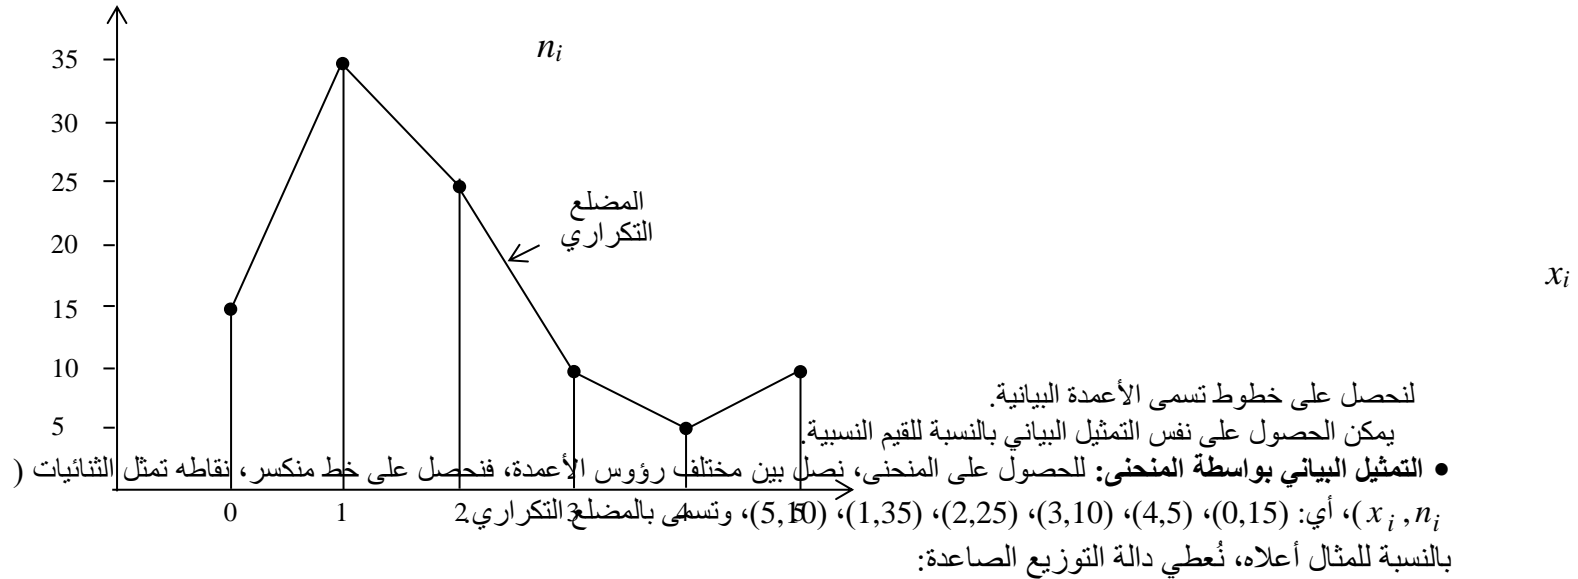 n_i
35
30
25
20
15
10
5
المضلع
التكراري
x_i
لنحصل على خطوط تسمى الأعمدة البيانية.
يمكن الحصول على نفس التمثيل البياني بالنسبة للقيم النسبية.
• التمثيل البياني بواسطة المنحنى: للحصول على المنحنى، نصل بين مختلف رؤوس الأعمدة، فنحصل على خط منكسر، نقاطه تمثل الثنائيات (
x_i , n_i )، أي: (0,15)، (4,5)، (3,10)، (2,25)، (1,35)، (5,10)، وتسمى بالمضلع التكراري.
0 1 2 3 4 5
بالنسبة للمثال أعلاه، نُعطي دالة التوزيع الصاعدة: